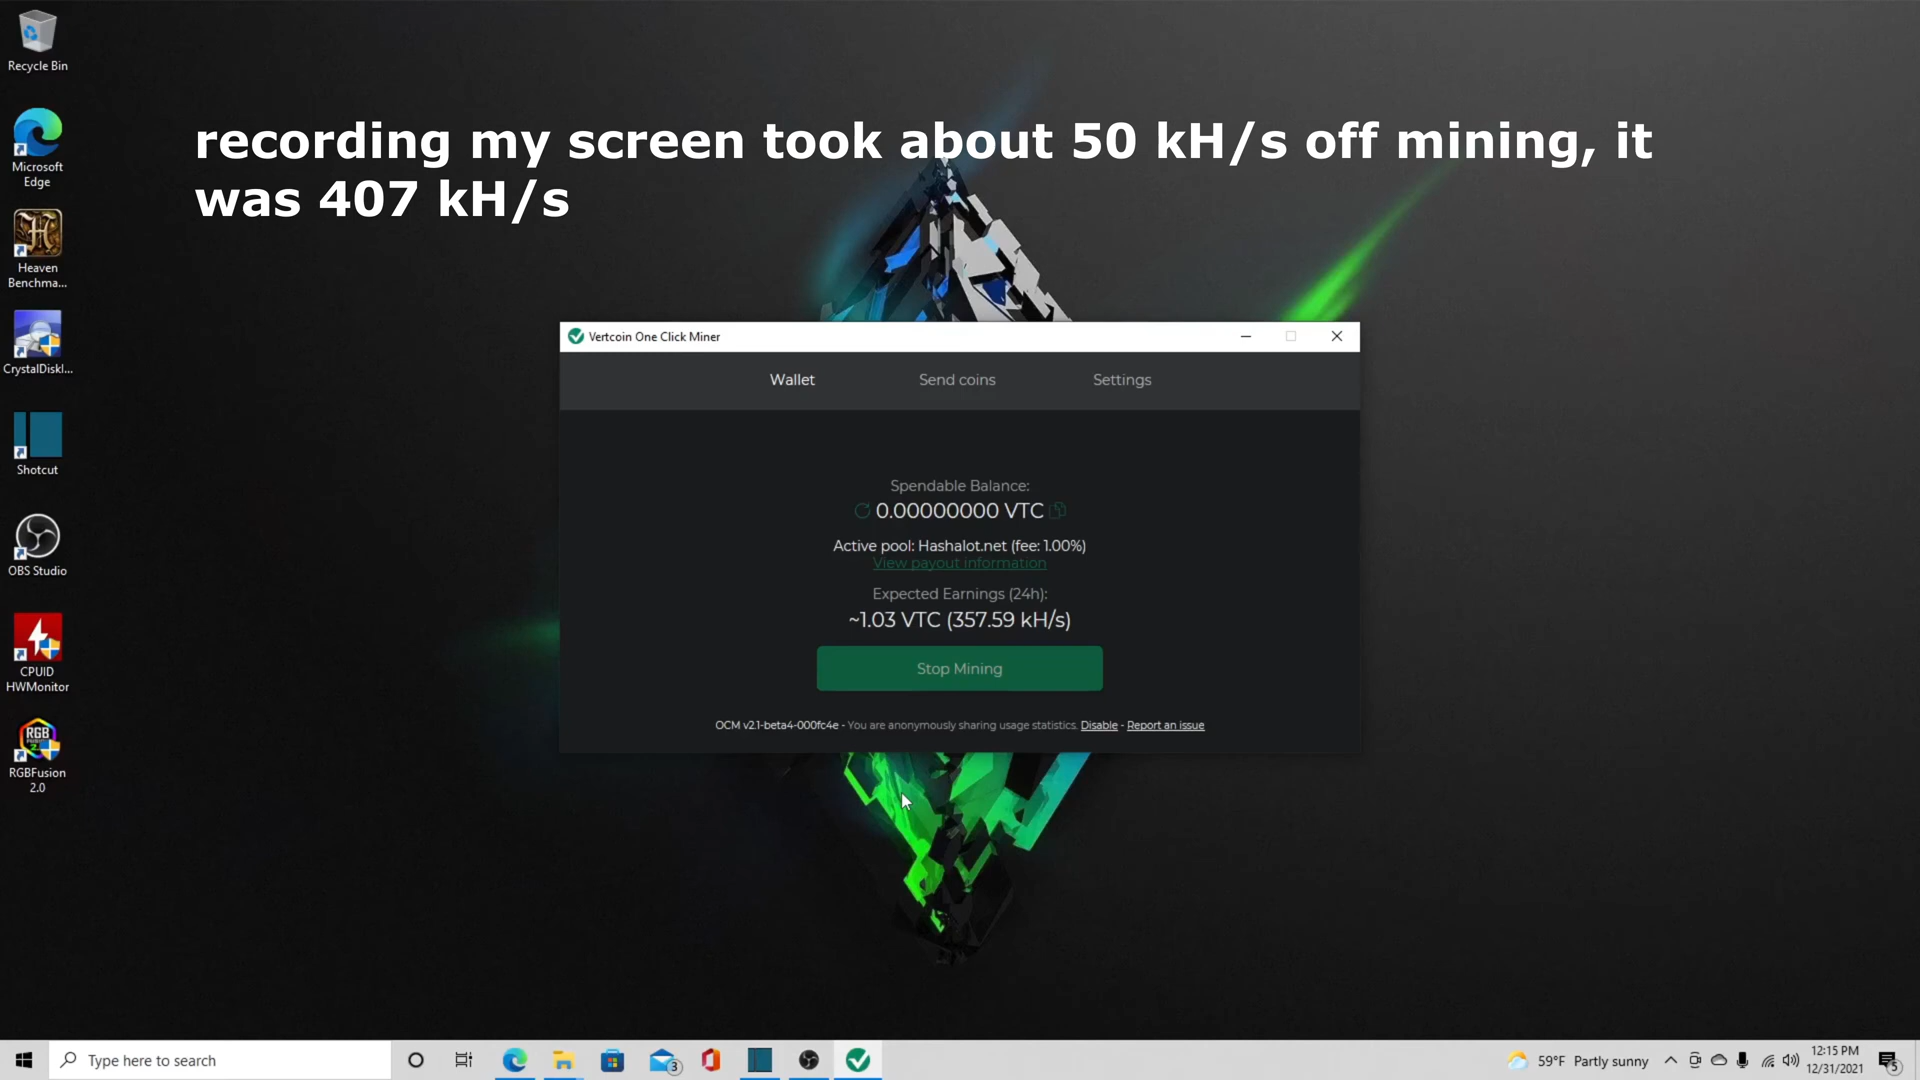 Recycle Bin
Microsoft
Edge
Heaven
Benchma...
CrystalDiskI...
Shotcut
OBS Studio
CPUID
HWMonitor
RGB
RGBFusion
2.0
recording my screen took about 50 kH/s off mining, it
was 407 kH/s
Vertcoin One Click Miner
Wallet Send coins Settings
Spendable Balance:
0.00000000 VTC
Active pool: Hashalot.net (fee: 1.00%)
View payout information
Expected Earnings (24h):
~1.03 VTC (357.59 kH/s)
Stop Mining
OCM v2.1-beta4-000fc4e - You are anonymously sharing usage statistics. Disable - Report an issue
Type here to search
3
59°F Partly sunny
12:15 PM
12/31/2021
5